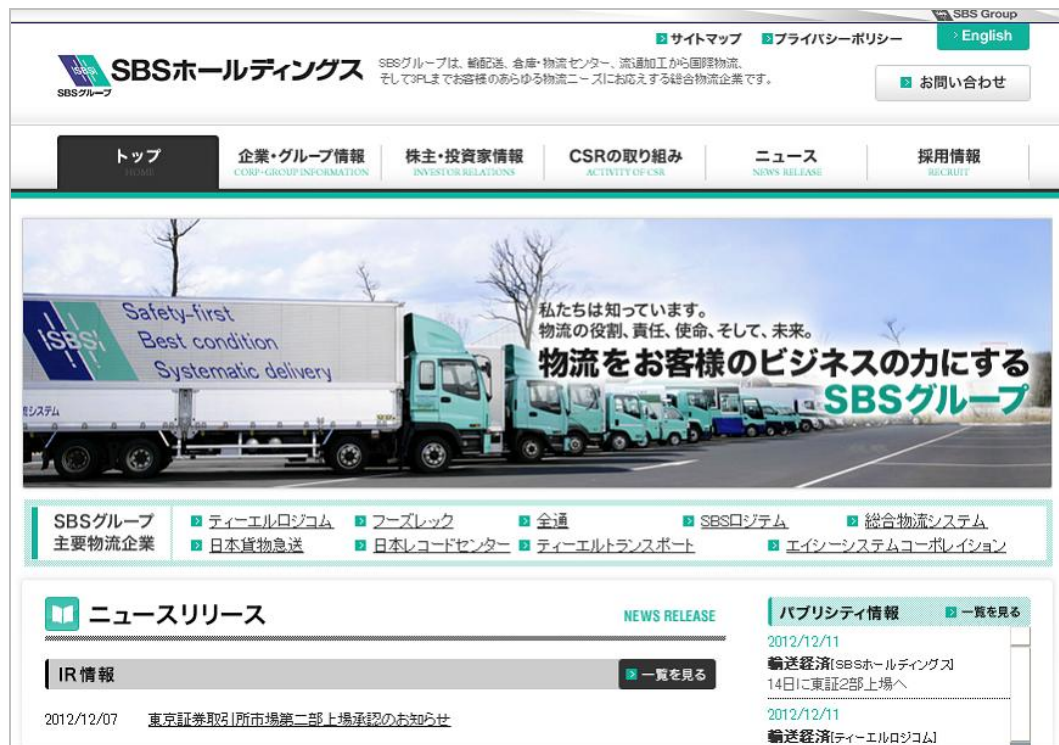 SBS Group
サイトマップ
プライバシーポリシー
English
SBSグループ
SBSホールディングス
SBSグループは、輸配送、倉庫・物流センター、流通加工から国際物流、
そして3PLまでお客様のあらゆる物流ニーズにお応えする総合物流企業です。
お問い合わせ
トップ
HOME
企業・グループ情報
CORP・GROUP INFORMATION
株主・投資家情報
INVESTOR RELATIONS
CSRの取り組み
ACTIVITY OF CSR
ニュース
NEWS RELEASE
採用情報
RECRUIT
SBS
Safety-first
Best condition
Systematic delivery
私たちは知っています。
物流の役割、責任、使命、そして、未来。
物流をお客様のビジネスの力にする
SBSグループ
SBSグループ
主要物流企業
ティーエルロジコム
フーズレック
全通
SBSロジテム
総合物流システム
日本貨物急送
日本レコードセンター
ティーエルトランスポート
エイシーシステムコーポレイション
ニュースリリース
NEWS RELEASE
IR情報
一覧を見る
2012/12/07 東京証券取引所市場第二部上場承認のお知らせ
パブリシティ情報
一覧を見る
2012/12/11
輸送経済[SBSホールディングス]
14日に東証2部上場へ
2012/12/11
輸送経済[ティーエルロジコム]